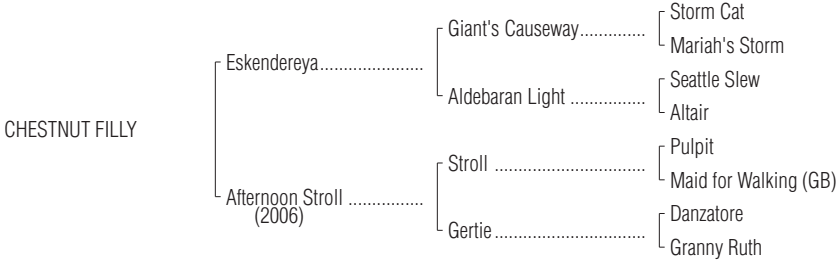 Storm Cat
Giant's Causeway..............
Mariah's Storm
Eskendereya......................
Seattle Slew
Aldebaran Light ................
Altair
CHESTNUT FILLY
Pulpit
Stroll ................................
Maid for Walking (GB)
Afternoon Stroll ................
(2006)
Danzatore
Gertie................................
Granny Ruth